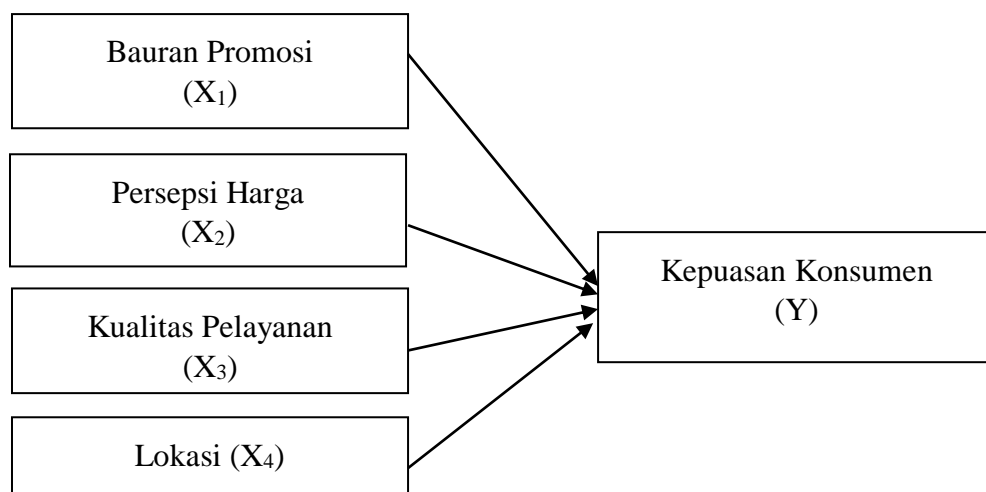 Bauran Promosi
(X₁)
Persepsi Harga
(X₂)
Kualitas Pelayanan
(X₃)
Lokasi (X₄)
Kepuasan Konsumen
(Y)